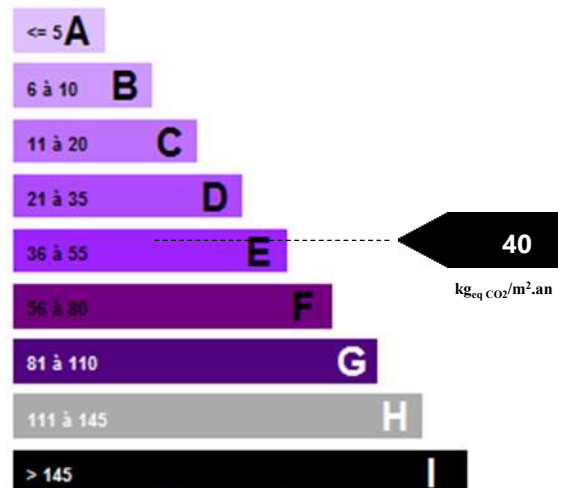 <= 5 A
6 à 10 B
11 à 20 C
21 à 35 D
36 à 55 E
40
kgeq CO2/m².an
56 à 80 F
81 à 110 G
111 à 145 H
> 145 I